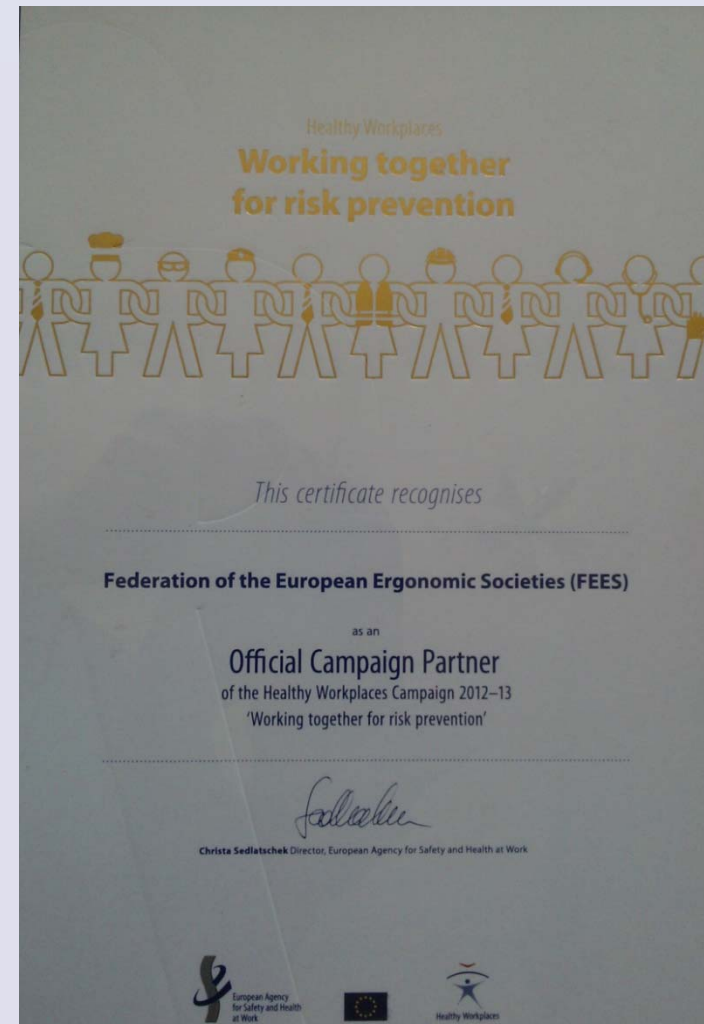 Healthy Workplaces
Working together
for risk prevention
This certificate recognises
Federation of the European Ergonomic Societies (FEES)
as an
Official Campaign Partner
of the Healthy Workplaces Campaign 2012–13
‘Working together for risk prevention’
Christa Sedlatschek Director, European Agency for Safety and Health at Work
European Agency
for Safety and Health
at Work
Healthy Workplaces